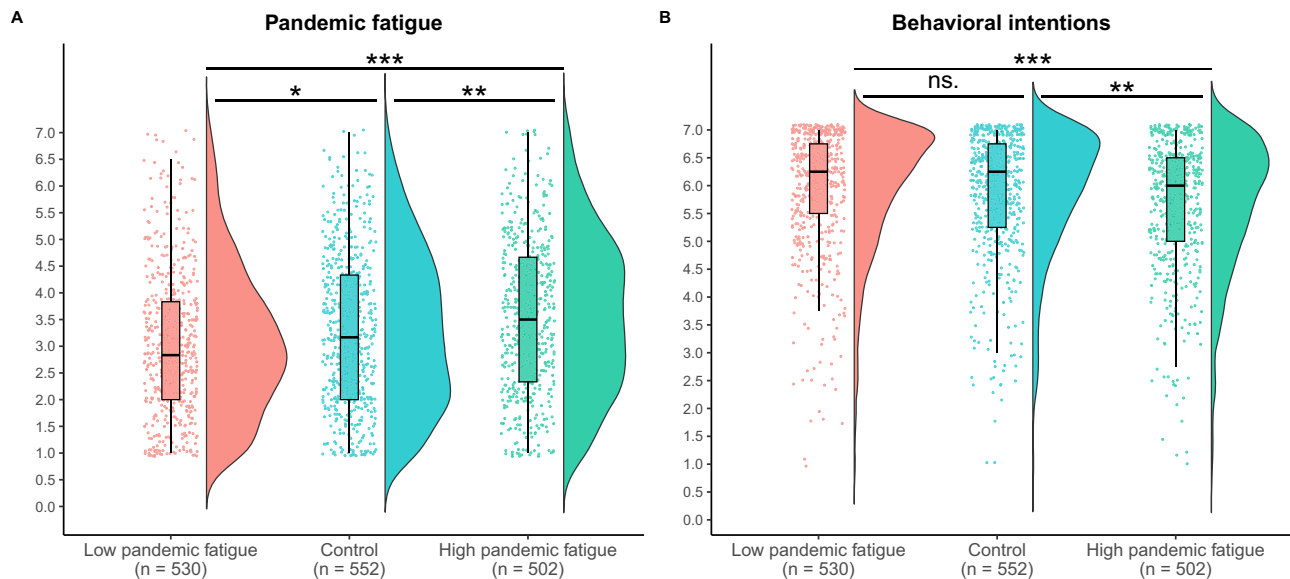 A
Pandemic fatigue
***
*
**
7.0
6.5
6.0
5.5
5.0
4.5
4.0
3.5
3.0
2.5
2.0
1.5
1.0
0.5
0.0
Low pandemic fatigue
(n = 530)
Control
(n = 552)
High pandemic fatigue
(n = 502)
B
Behavioral intentions
***
ns.
**
7.0
6.5
6.0
5.5
5.0
4.5
4.0
3.5
3.0
2.5
2.0
1.5
1.0
0.5
0.0
Low pandemic fatigue
(n = 530)
Control
(n = 552)
High pandemic fatigue
(n = 502)